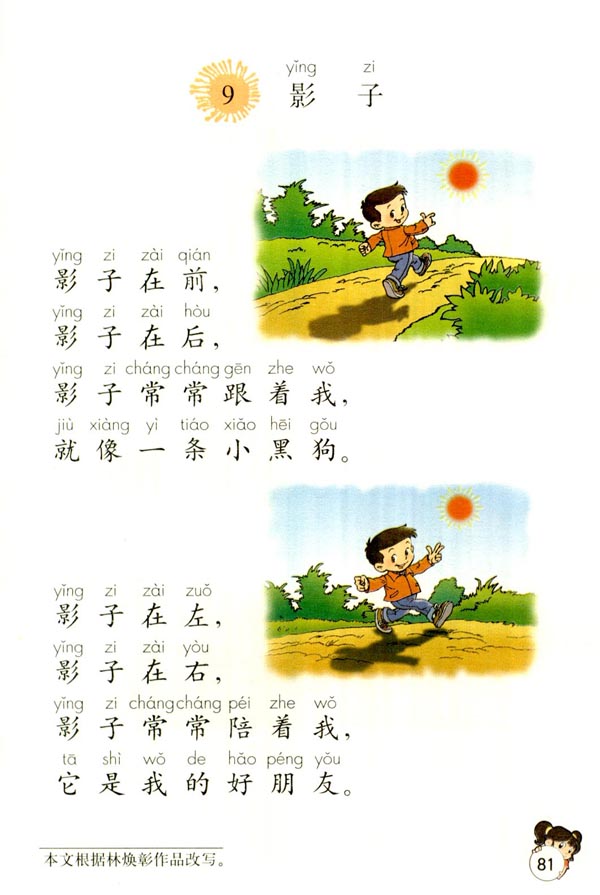 yǐng zi
9 影子
yǐng zi zài qián
影子在前，
yǐng zi zài hòu
影子在后，
yǐng zi cháng cháng gēn zhe wǒ
影子常常跟着我，
jiù xiàng yì tiáo xiǎo hēi gǒu
就像一条小黑狗。
yǐng zi zài zuǒ
影子在左，
yǐng zi zài yòu
影子在右，
yǐng zi cháng cháng péi zhe wǒ
影子常常陪着我，
tā shì wǒ de hǎo péng yǒu
它是我的好朋友。
本文根据林焕彰作品改写。
81